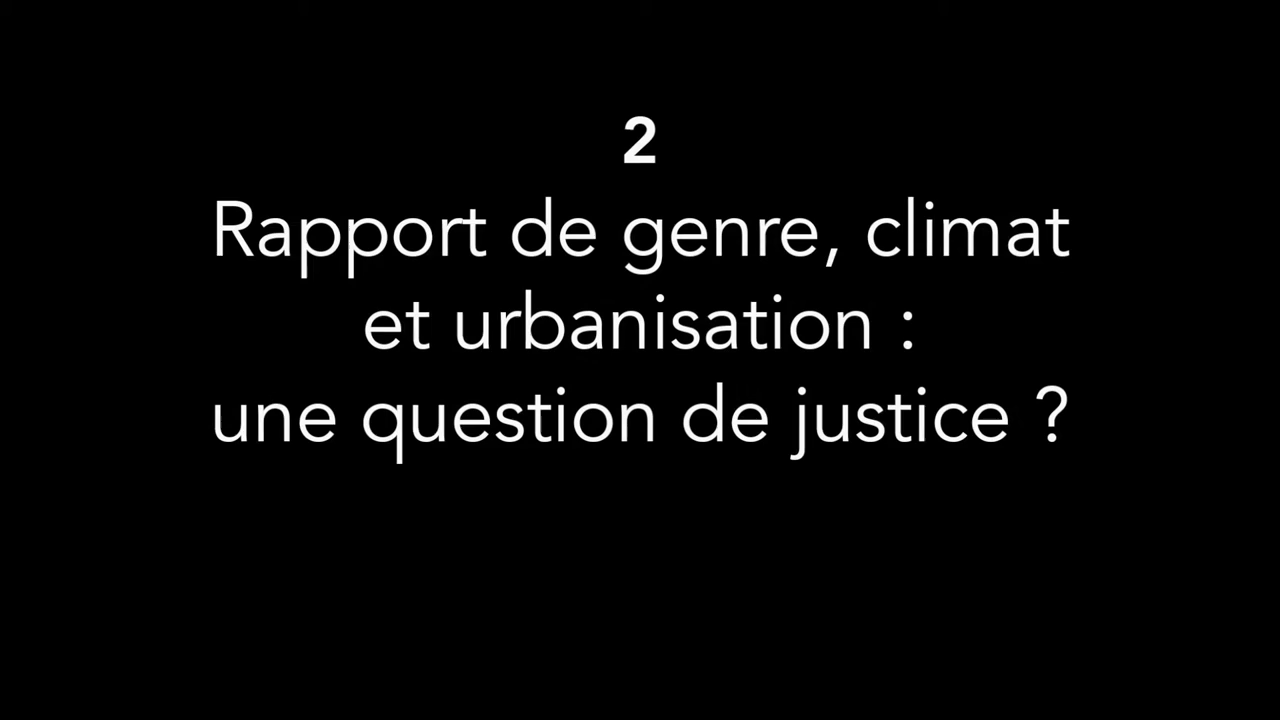 2
Rapport de genre, climat
et urbanisation :
une question de justice ?